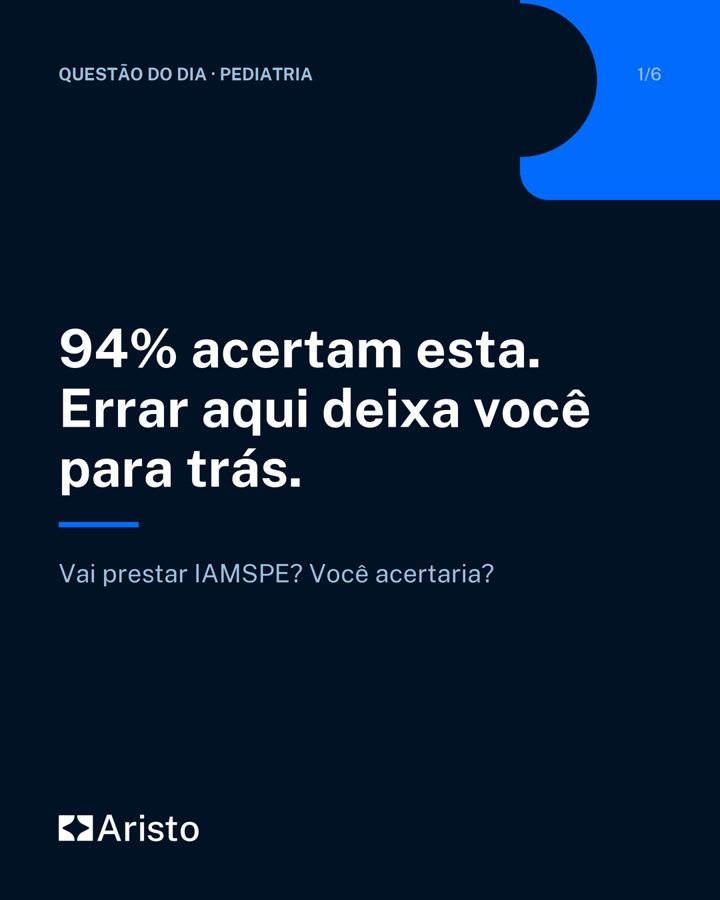 QUESTÃO DO DIA · PEDIATRIA
1/6
94% acertam esta.
Errar aqui deixa você
para trás.
Vai prestar IAMSPE? Você acertaria?
Aristo